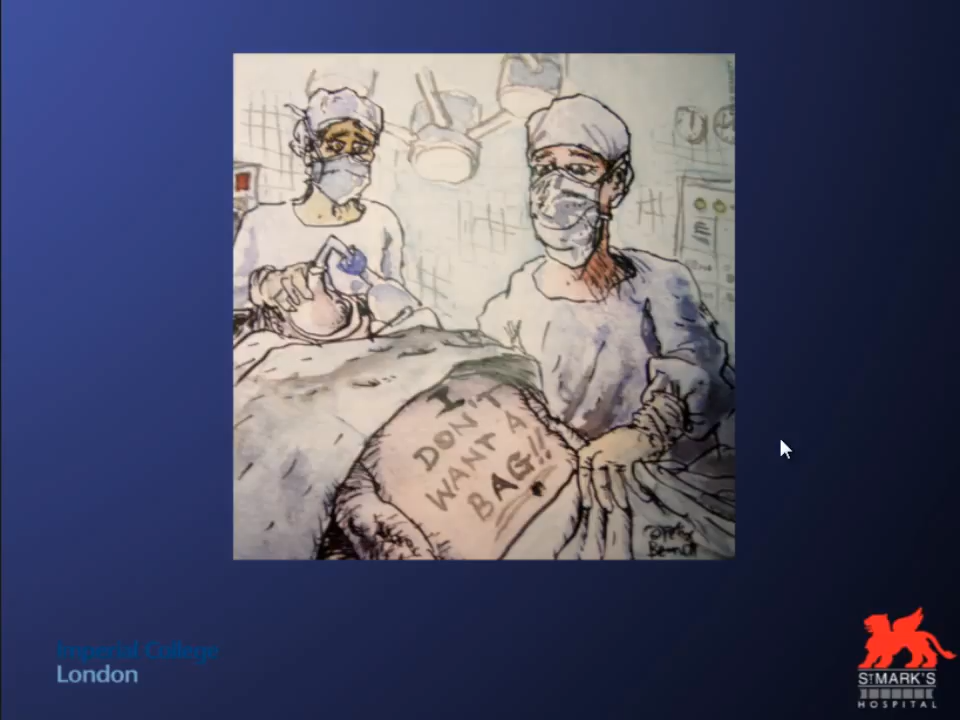 I
DON'T
WANT A
BAG!!
Imperial College
London
ST MARK'S
HOSPITAL